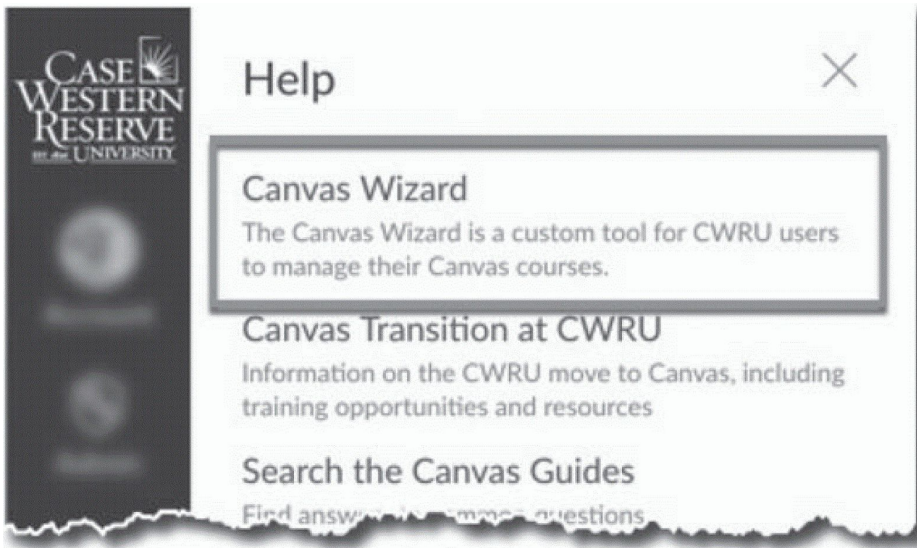 CASE
WESTERN
RESERVE
UNIVERSITY
Help
Canvas Wizard
The Canvas Wizard is a custom tool for CWRU users
to manage their Canvas courses.
Canvas Transition at CWRU
Information on the CWRU move to Canvas, including
training opportunities and resources
Search the Canvas Guides
Find questions